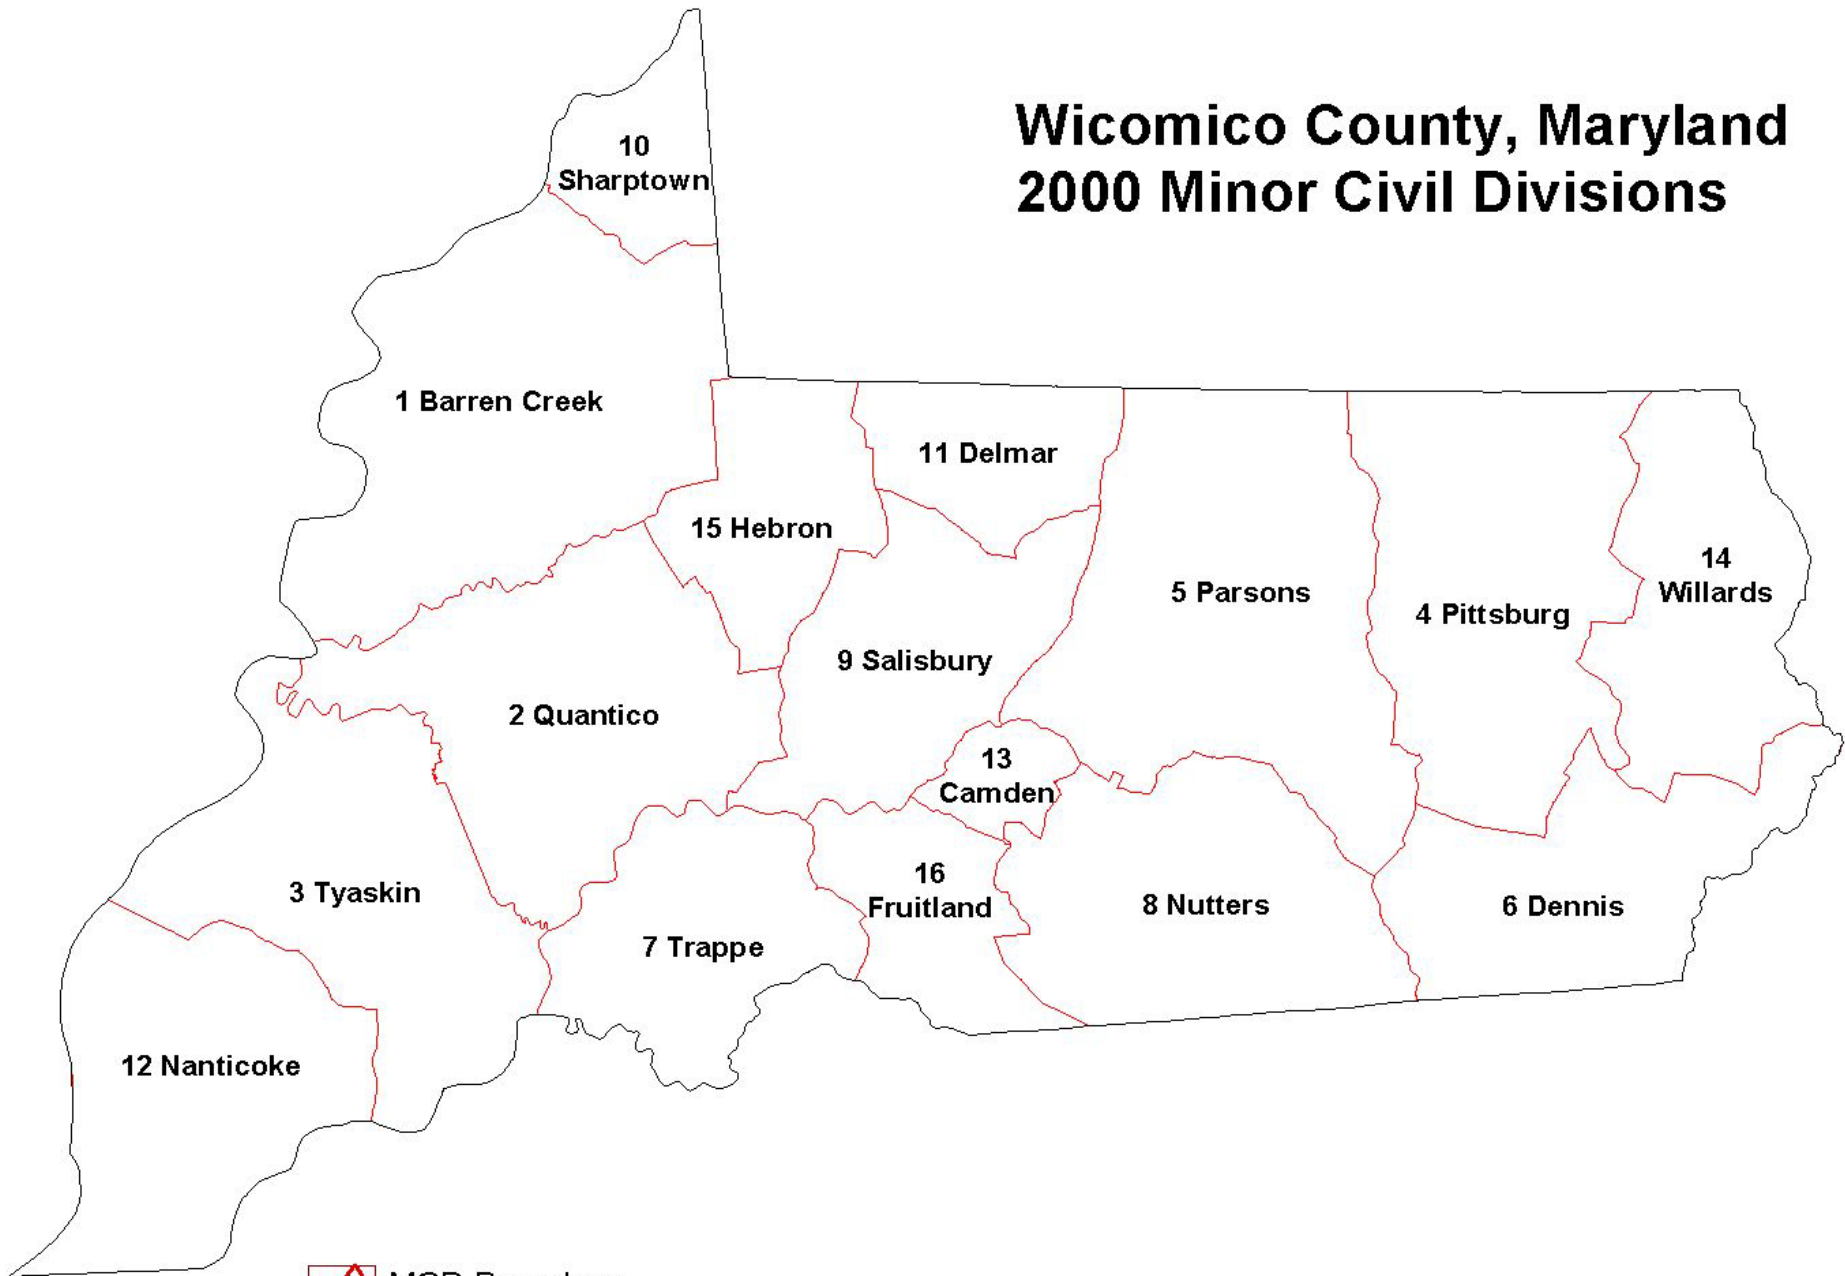 Wicomico County, Maryland
2000 Minor Civil Divisions
10
Sharptown
1 Barren Creek
11 Delmar
15 Hebron
14
Willards
5 Parsons
4 Pittsburg
9 Salisbury
2 Quantico
13
Camden
16
Fruitland
3 Tyaskin
8 Nutters
6 Dennis
7 Trappe
12 Nanticoke